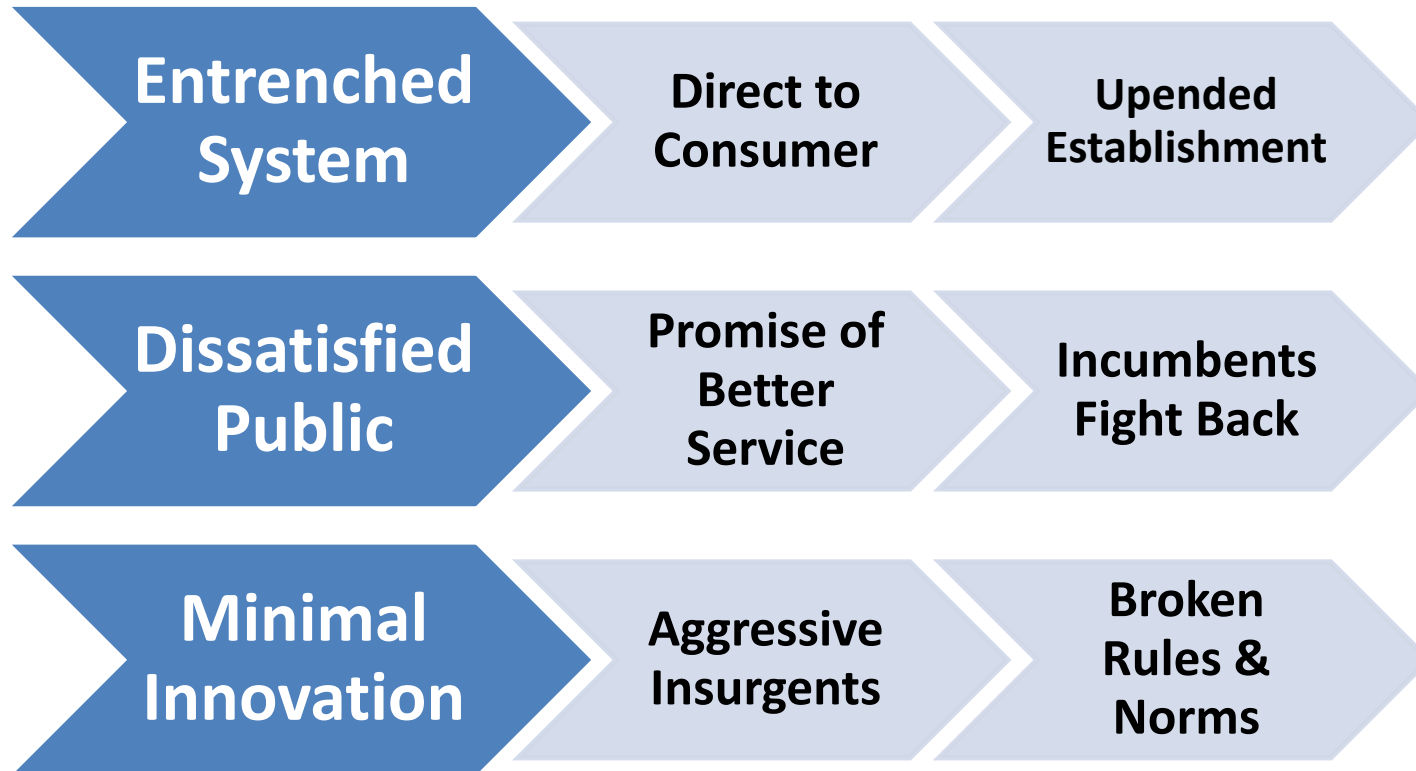 Entrenched
System
Direct to
Consumer
Upended
Establishment
Dissatisfied
Public
Promise of
Better
Service
Incumbents
Fight Back
Minimal
Innovation
Aggressive
Insurgents
Broken
Rules &
Norms